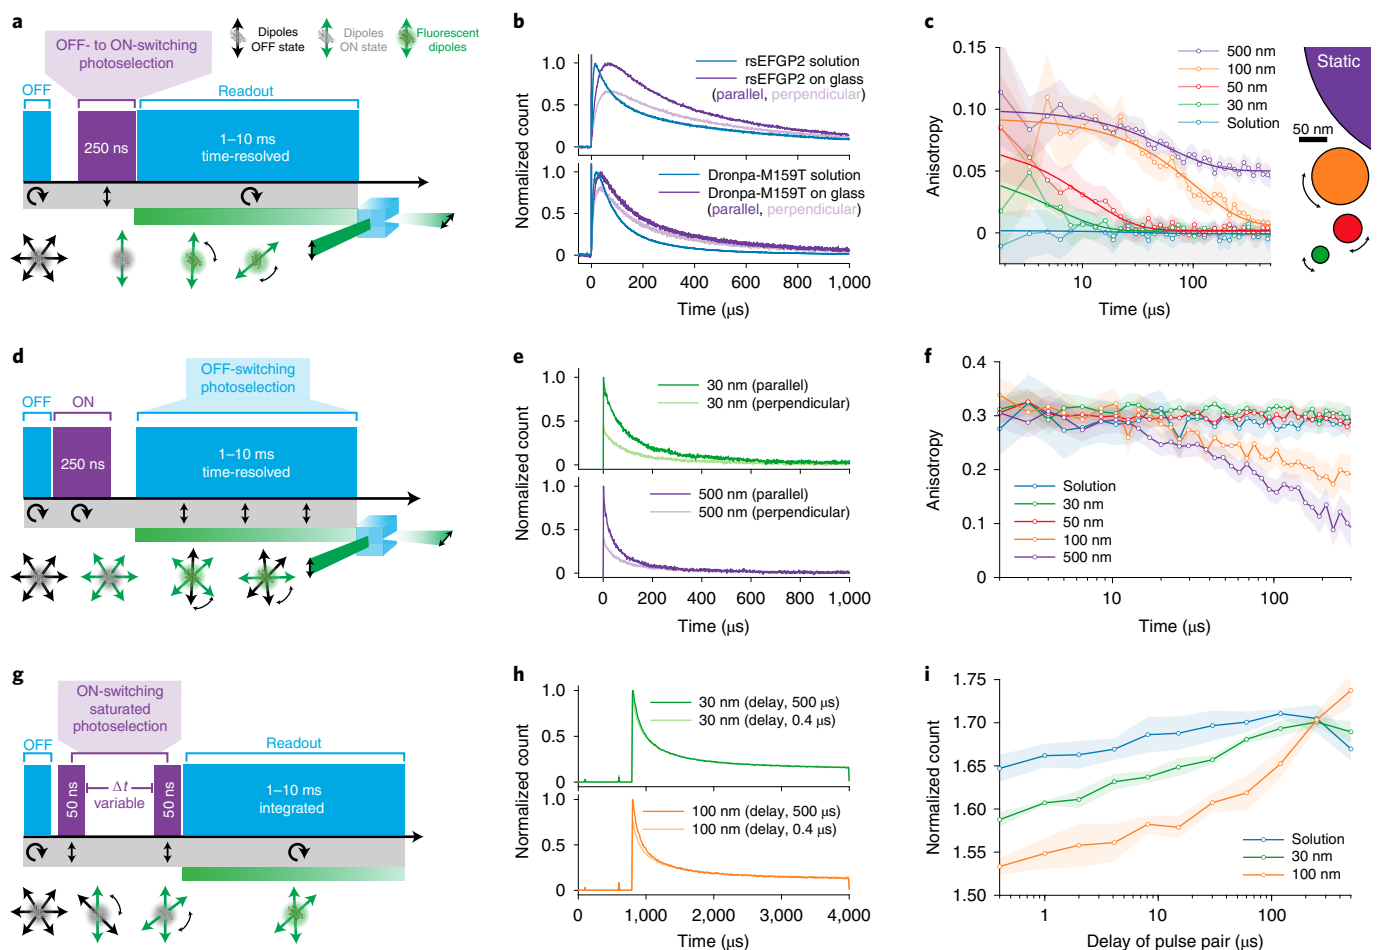 a
OFF- to ON-switching
photoselection
Dipoles
OFF state
Dipoles
ON state
Fluorescent
dipoles
OFF
Readout
250 ns
1–10 ms
time-resolved
b
Normalized count
1.0
0.5
0
rsEFGP2 solution
rsEFGP2 on glass
(parallel, perpendicular)
1.0
0.5
0
Dronpa-M159T solution
Dronpa-M159T on glass
(parallel, perpendicular)
0 200 400 600 800 1,000
Time (μs)
c
Anisotropy
0.15
0.10
0.05
0
500 nm
100 nm
50 nm
30 nm
Solution
10 100
Time (μs)
Static
50 nm
d
OFF-switching
photoselection
OFF ON
250 ns
1–10 ms
time-resolved
e
Normalized count
1.0
0.5
0
30 nm (parallel)
30 nm (perpendicular)
1.0
0.5
0
500 nm (parallel)
500 nm (perpendicular)
0 200 400 600 800 1,000
Time (μs)
f
Anisotropy
0.4
0.3
0.2
0.1
0
Solution
30 nm
50 nm
100 nm
500 nm
10 100
Time (μs)
g
ON-switching
saturated
photoselection
OFF
Readout
50 ns
Δt
variable
50 ns
1–10 ms
integrated
h
Normalized count
1.0
0.5
0
30 nm (delay, 500 μs)
30 nm (delay, 0.4 μs)
1.0
0.5
0
100 nm (delay, 500 μs)
100 nm (delay, 0.4 μs)
0 1,000 2,000 3,000 4,000
Time (μs)
i
Normalized count
1.75
1.70
1.65
1.60
1.55
1.50
Solution
30 nm
100 nm
1 10 100
Delay of pulse pair (μs)